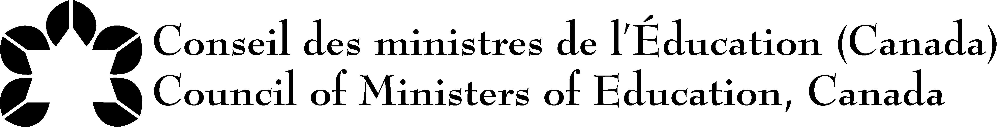 Conseil des ministres de l'Éducation (Canada)
Council of Ministers of Education, Canada